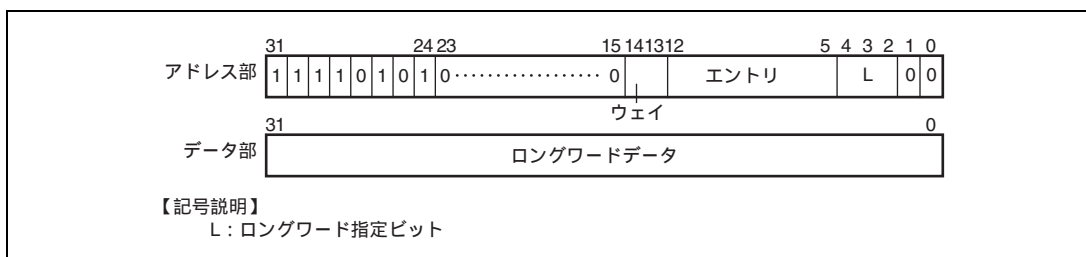 31 24 23 15 14 13 12 5 4 3 2 1 0
アドレス部 1 1 1 1 0 1 0 1 0 ・・・・・・・・・・・・・・・・・・ 0 エントリ L 0 0
ウェイ
31 0
データ部 ロングワードデータ
【記号説明】
L：ロングワード指定ビット